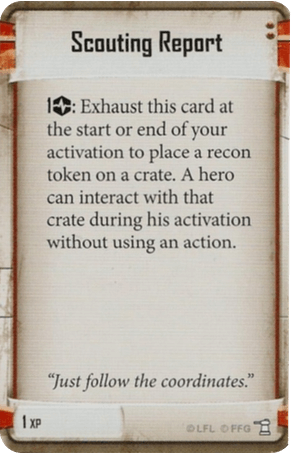 Scouting Report
1: Exhaust this card at
the start or end of your
activation to place a recon
token on a crate. A hero
can interact with that
crate during his activation
without using an action.
“Just follow the coordinates.”
1 XP
© LFL © FFG